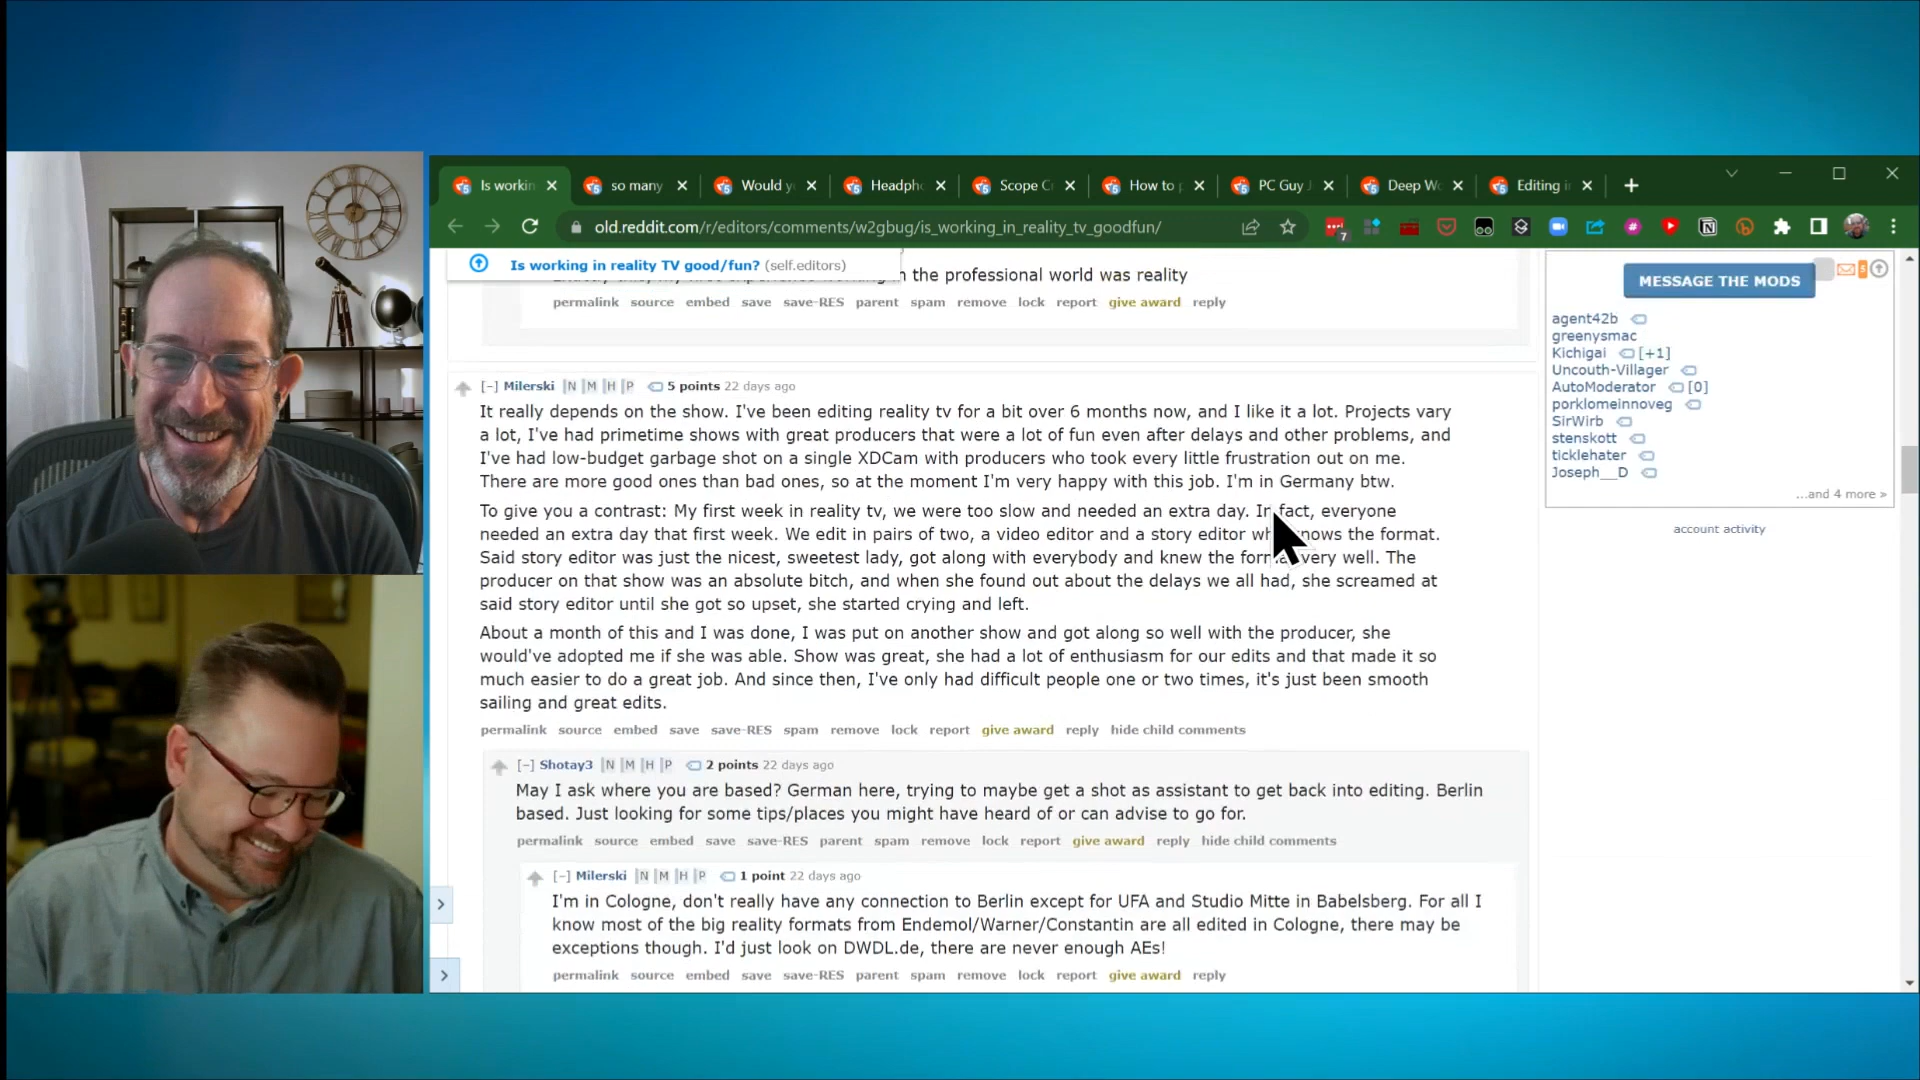 Is workin
so many
Would y
Headph
Scope C
How to
PC Guy
Deep Wo
Editing i
old.reddit.com/r/editors/comments/w2gbug/is_working_in_reality_tv_goodfun/
7
Is working in reality TV good/fun? (self.editors)
the professional world was reality
permalink source embed save save-RES parent spam remove lock report give award reply
[–] Milerski |N |M |H |P 5 points 22 days ago
It really depends on the show. I've been editing reality tv for a bit over 6 months now, and I like it a lot. Projects vary
a lot, I've had primetime shows with great producers that were a lot of fun even after delays and other problems, and
I've had low-budget garbage shot on a single XDCam with producers who took every little frustration out on me.
There are more good ones than bad ones, so at the moment I'm very happy with this job. I'm in Germany btw.
To give you a contrast: My first week in reality tv, we were too slow and needed an extra day. In fact, everyone
needed an extra day that first week. We edit in pairs of two, a video editor and a story editor who knows the format.
Said story editor was just the nicest, sweetest lady, got along with everybody and knew the format very well. The
producer on that show was an absolute bitch, and when she found out about the delays we all had, she screamed at
said story editor until she got so upset, she started crying and left.
About a month of this and I was done, I was put on another show and got along so well with the producer, she
would've adopted me if she was able. Show was great, she had a lot of enthusiasm for our edits and that made it so
much easier to do a great job. And since then, I've only had difficult people one or two times, it's just been smooth
sailing and great edits.
permalink source embed save save-RES spam remove lock report give award reply hide child comments
[–] Shotay3 |N |M |H |P 2 points 22 days ago
May I ask where you are based? German here, trying to maybe get a shot as assistant to get back into editing. Berlin
based. Just looking for some tips/places you might have heard of or can advise to go for.
permalink source embed save save-RES parent spam remove lock report give award reply hide child comments
[–] Milerski |N |M |H |P 1 point 22 days ago
I'm in Cologne, don't really have any connection to Berlin except for UFA and Studio Mitte in Babelsberg. For all I
know most of the big reality formats from Endemol/Warner/Constantin are all edited in Cologne, there may be
exceptions though. I'd just look on DWDL.de, there are never enough AEs!
permalink source embed save save-RES parent spam remove lock report give award reply
MESSAGE THE MODS
agent42b
greenysmac
Kichigai [+1]
Uncouth-Villager
AutoModerator [0]
porklomeinnoveg
SirWirb
stenskott
ticklehater
Joseph__D
...and 4 more »
account activity